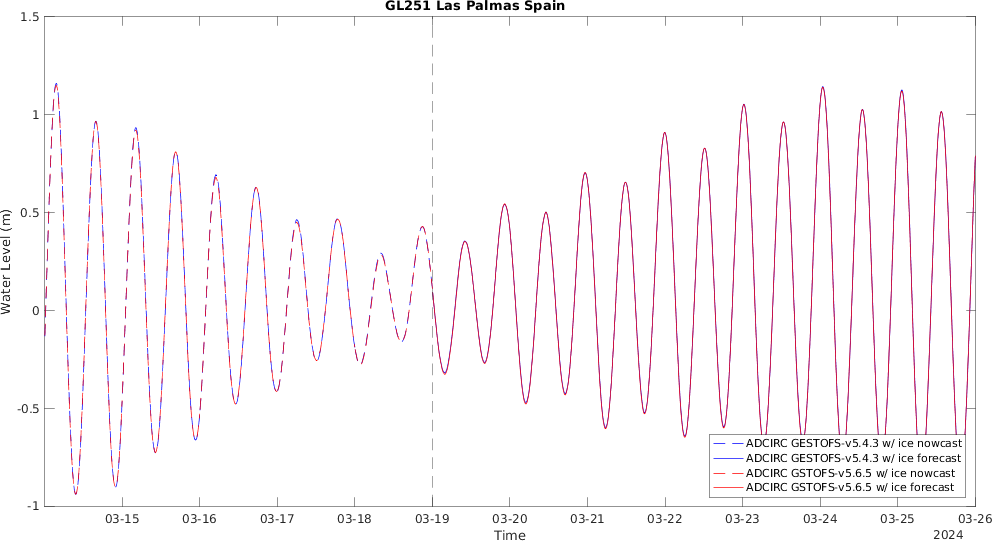 GL251 Las Palmas Spain
1.5
1
0.5
0
-0.5
-1
Water Level (m)
ADCIRC GESTOFS-v5.4.3 w/ ice nowcast
ADCIRC GESTOFS-v5.4.3 w/ ice forecast
ADCIRC GSTOFS-v5.6.5 w/ ice nowcast
ADCIRC GSTOFS-v5.6.5 w/ ice forecast
03-15 03-16 03-17 03-18 03-19 03-20 03-21 03-22 03-23 03-24 03-25 03-26
Time
2024